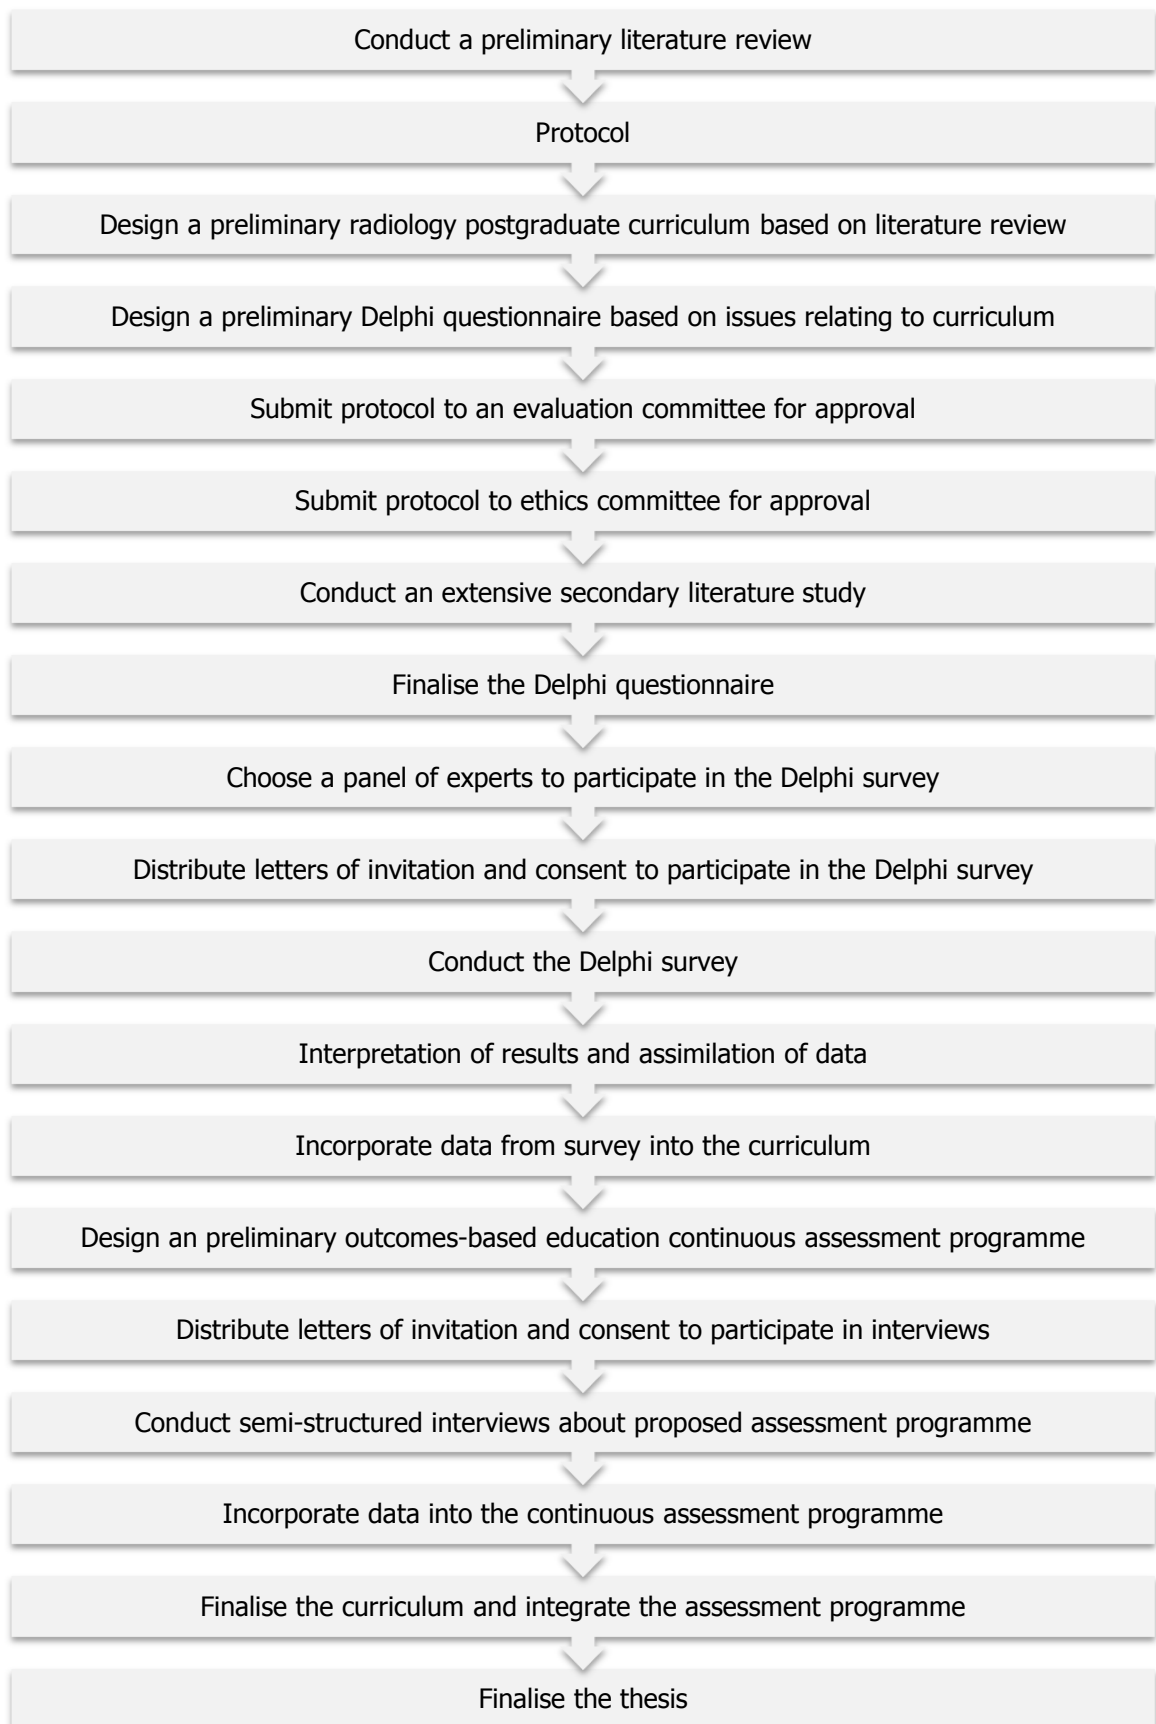 Conduct a preliminary literature review
Protocol
Design a preliminary radiology postgraduate curriculum based on literature review
Design a preliminary Delphi questionnaire based on issues relating to curriculum
Submit protocol to an evaluation committee for approval
Submit protocol to ethics committee for approval
Conduct an extensive secondary literature study
Finalise the Delphi questionnaire
Choose a panel of experts to participate in the Delphi survey
Distribute letters of invitation and consent to participate in the Delphi survey
Conduct the Delphi survey
Interpretation of results and assimilation of data
Incorporate data from survey into the curriculum
Design an preliminary outcomes-based education continuous assessment programme
Distribute letters of invitation and consent to participate in interviews
Conduct semi-structured interviews about proposed assessment programme
Incorporate data into the continuous assessment programme
Finalise the curriculum and integrate the assessment programme
Finalise the thesis